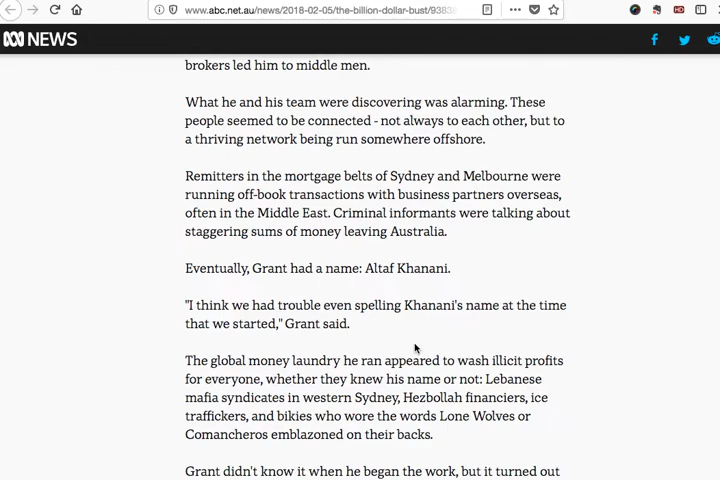 www.abc.net.au/news/2018-02-05/the-billion-dollar-bust/9383
NEWS
brokers led him to middle men.
What he and his team were discovering was alarming. These
people seemed to be connected - not always to each other, but to
a thriving network being run somewhere offshore.
Remitters in the mortgage belts of Sydney and Melbourne were
running off-book transactions with business partners overseas,
often in the Middle East. Criminal informants were talking about
staggering sums of money leaving Australia.
Eventually, Grant had a name: Altaf Khanani.
"I think we had trouble even spelling Khanani's name at the time
that we started," Grant said.
The global money laundry he ran appeared to wash illicit profits
for everyone, whether they knew his name or not: Lebanese
mafia syndicates in western Sydney, Hezbollah financiers, ice
traffickers, and bikies who wore the words Lone Wolves or
Comancheros emblazoned on their backs.
Grant didn't know it when he began the work, but it turned out